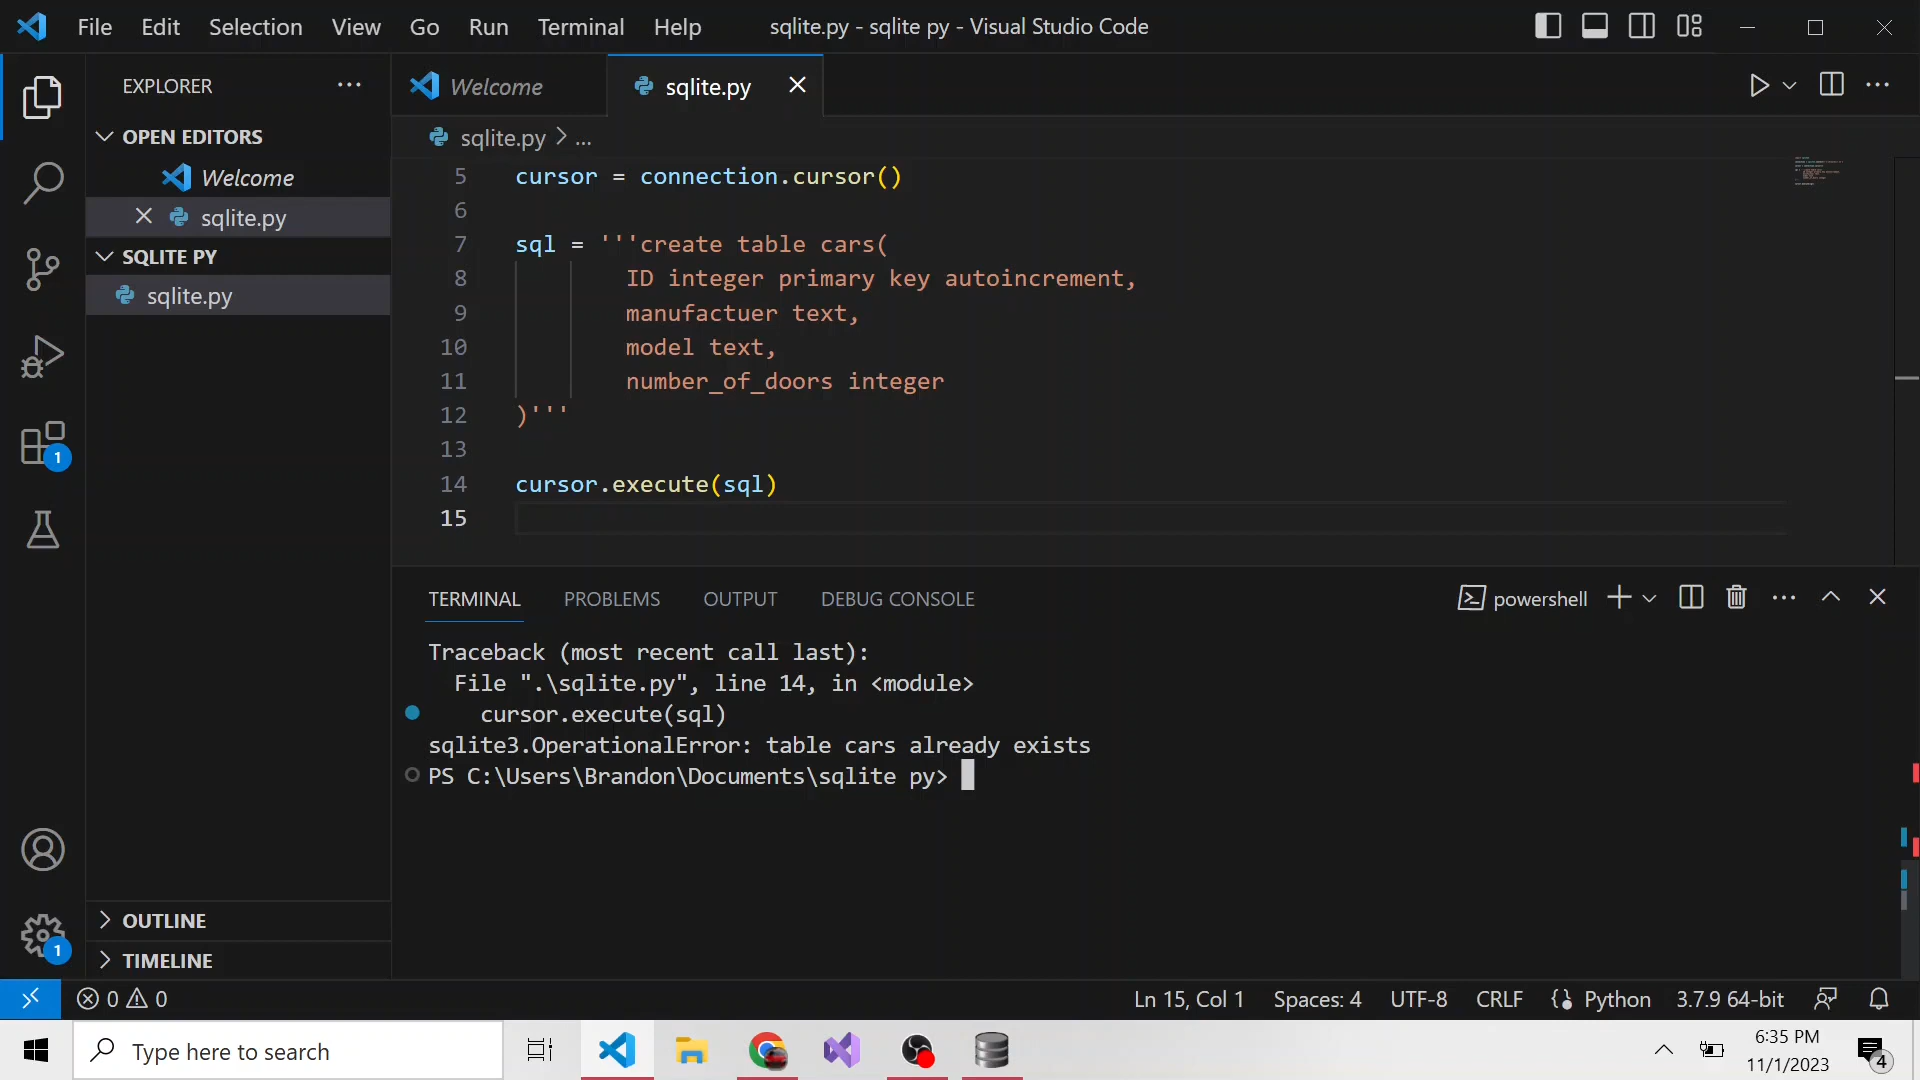 File Edit Selection View Go Run Terminal Help sqlite.py - sqlite py - Visual Studio Code
EXPLORER
Welcome sqlite.py
OPEN EDITORS
Welcome
sqlite.py
SQLITE PY
sqlite.py
OUTLINE
TIMELINE
1
1
sqlite.py > ...
5 cursor = connection.cursor()
6
7 sql = '''create table cars(
8 ID integer primary key autoincrement,
9 manufactuer text,
10 model text,
11 number_of_doors integer
12 )'''
13
14 cursor.execute(sql)
15
TERMINAL PROBLEMS OUTPUT DEBUG CONSOLE powershell
Traceback (most recent call last):
File ".\sqlite.py", line 14, in <module>
cursor.execute(sql)
sqlite3.OperationalError: table cars already exists
PS C:\Users\Brandon\Documents\sqlite py>
0 0 Ln 15, Col 1 Spaces: 4 UTF-8 CRLF Python 3.7.9 64-bit
Type here to search
6:35 PM
11/1/2023
4